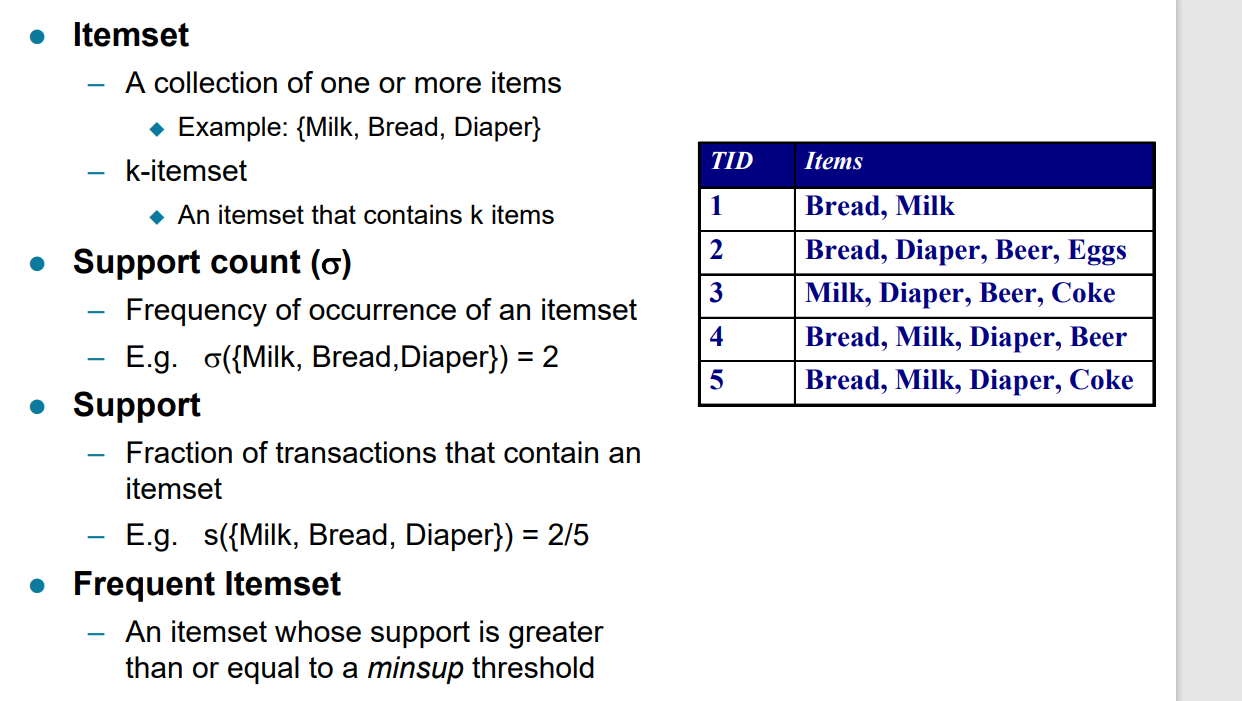 Itemset
– A collection of one or more items
Example: {Milk, Bread, Diaper}
– k-itemset
An itemset that contains k items
Support count (σ)
– Frequency of occurrence of an itemset
– E.g. σ({Milk, Bread,Diaper}) = 2
Support
– Fraction of transactions that contain an
itemset
– E.g. s({Milk, Bread, Diaper}) = 2/5
Frequent Itemset
– An itemset whose support is greater
than or equal to a minsup threshold
TID Items
1 Bread, Milk
2 Bread, Diaper, Beer, Eggs
3 Milk, Diaper, Beer, Coke
4 Bread, Milk, Diaper, Beer
5 Bread, Milk, Diaper, Coke